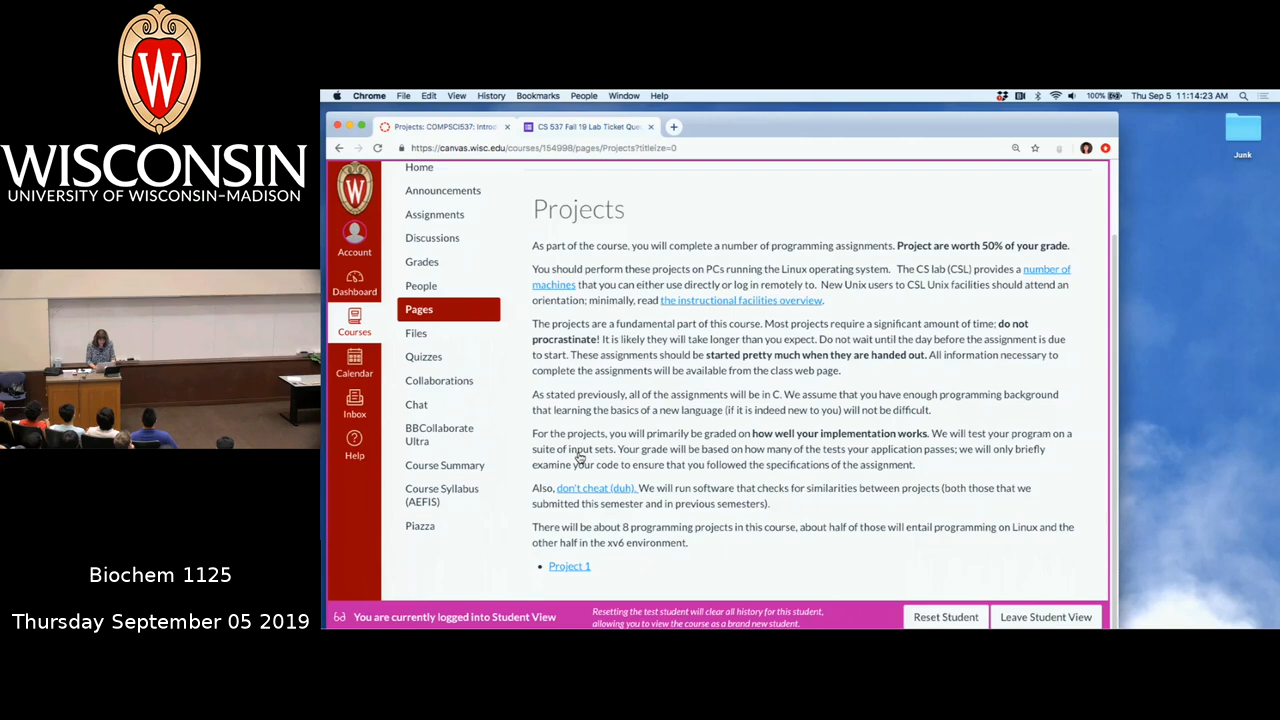 W
WISCONSIN
UNIVERSITY OF WISCONSIN–MADISON
Biochem 1125
Thursday September 05 2019
Chrome File Edit View History Bookmarks People Window Help
100% Thu Sep 5 11:14:23 AM
Projects: COMPSCI537: Introd
CS 537 Fall 19 Lab Ticket Que
https://canvas.wisc.edu/courses/154998/pages/Projects?titleize=0
Junk
W
Account
Dashboard
Courses
Calendar
Inbox
Help
Home
Announcements
Assignments
Discussions
Grades
People
Pages
Files
Quizzes
Collaborations
Chat
BBCollaborate
Ultra
Course Summary
Course Syllabus
(AEFIS)
Piazza
Projects
As part of the course, you will complete a number of programming assignments. Project are worth 50% of your grade.
You should perform these projects on PCs running the Linux operating system. The CS lab (CSL) provides a number of
machines that you can either use directly or log in remotely to. New Unix users to CSL Unix facilities should attend an
orientation; minimally, read the instructional facilities overview.
The projects are a fundamental part of this course. Most projects require a significant amount of time; do not
procrastinate! It is likely they will take longer than you expect. Do not wait until the day before the assignment is due
to start. These assignments should be started pretty much when they are handed out. All information necessary to
complete the assignments will be available from the class web page.
As stated previously, all of the assignments will be in C. We assume that you have enough programming background
that learning the basics of a new language (if it is indeed new to you) will not be difficult.
For the projects, you will primarily be graded on how well your implementation works. We will test your program on a
suite of input sets. Your grade will be based on how many of the tests your application passes; we will only briefly
examine your code to ensure that you followed the specifications of the assignment.
Also, don't cheat (duh). We will run software that checks for similarities between projects (both those that we
submitted this semester and in previous semesters).
There will be about 8 programming projects in this course, about half of those will entail programming on Linux and the
other half in the xv6 environment.
• Project 1
You are currently logged into Student View
Resetting the test student will clear all history for this student,
allowing you to view the course as a brand new student.
Reset Student
Leave Student View